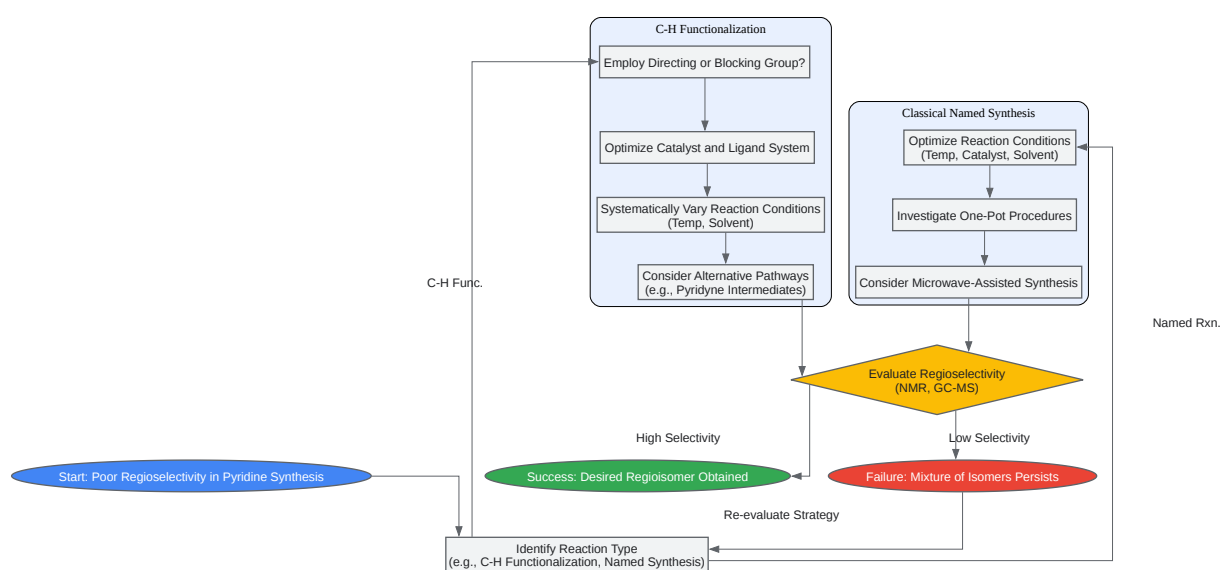 C-H Functionalization
Employ Directing or Blocking Group?
Optimize Catalyst and Ligand System
Systematically Vary Reaction Conditions
(Temp, Solvent)
Consider Alternative Pathways
(e.g., Pyridyne Intermediates)
Classical Named Synthesis
Optimize Reaction Conditions
(Temp, Catalyst, Solvent)
Investigate One-Pot Procedures
Consider Microwave-Assisted Synthesis
C-H Func.
Named Rxn.
Evaluate Regioselectivity
(NMR, GC-MS)
High Selectivity
Low Selectivity
Start: Poor Regioselectivity in Pyridine Synthesis
Success: Desired Regioisomer Obtained
Failure: Mixture of Isomers Persists
Re-evaluate Strategy
Identify Reaction Type
(e.g., C-H Functionalization, Named Synthesis)